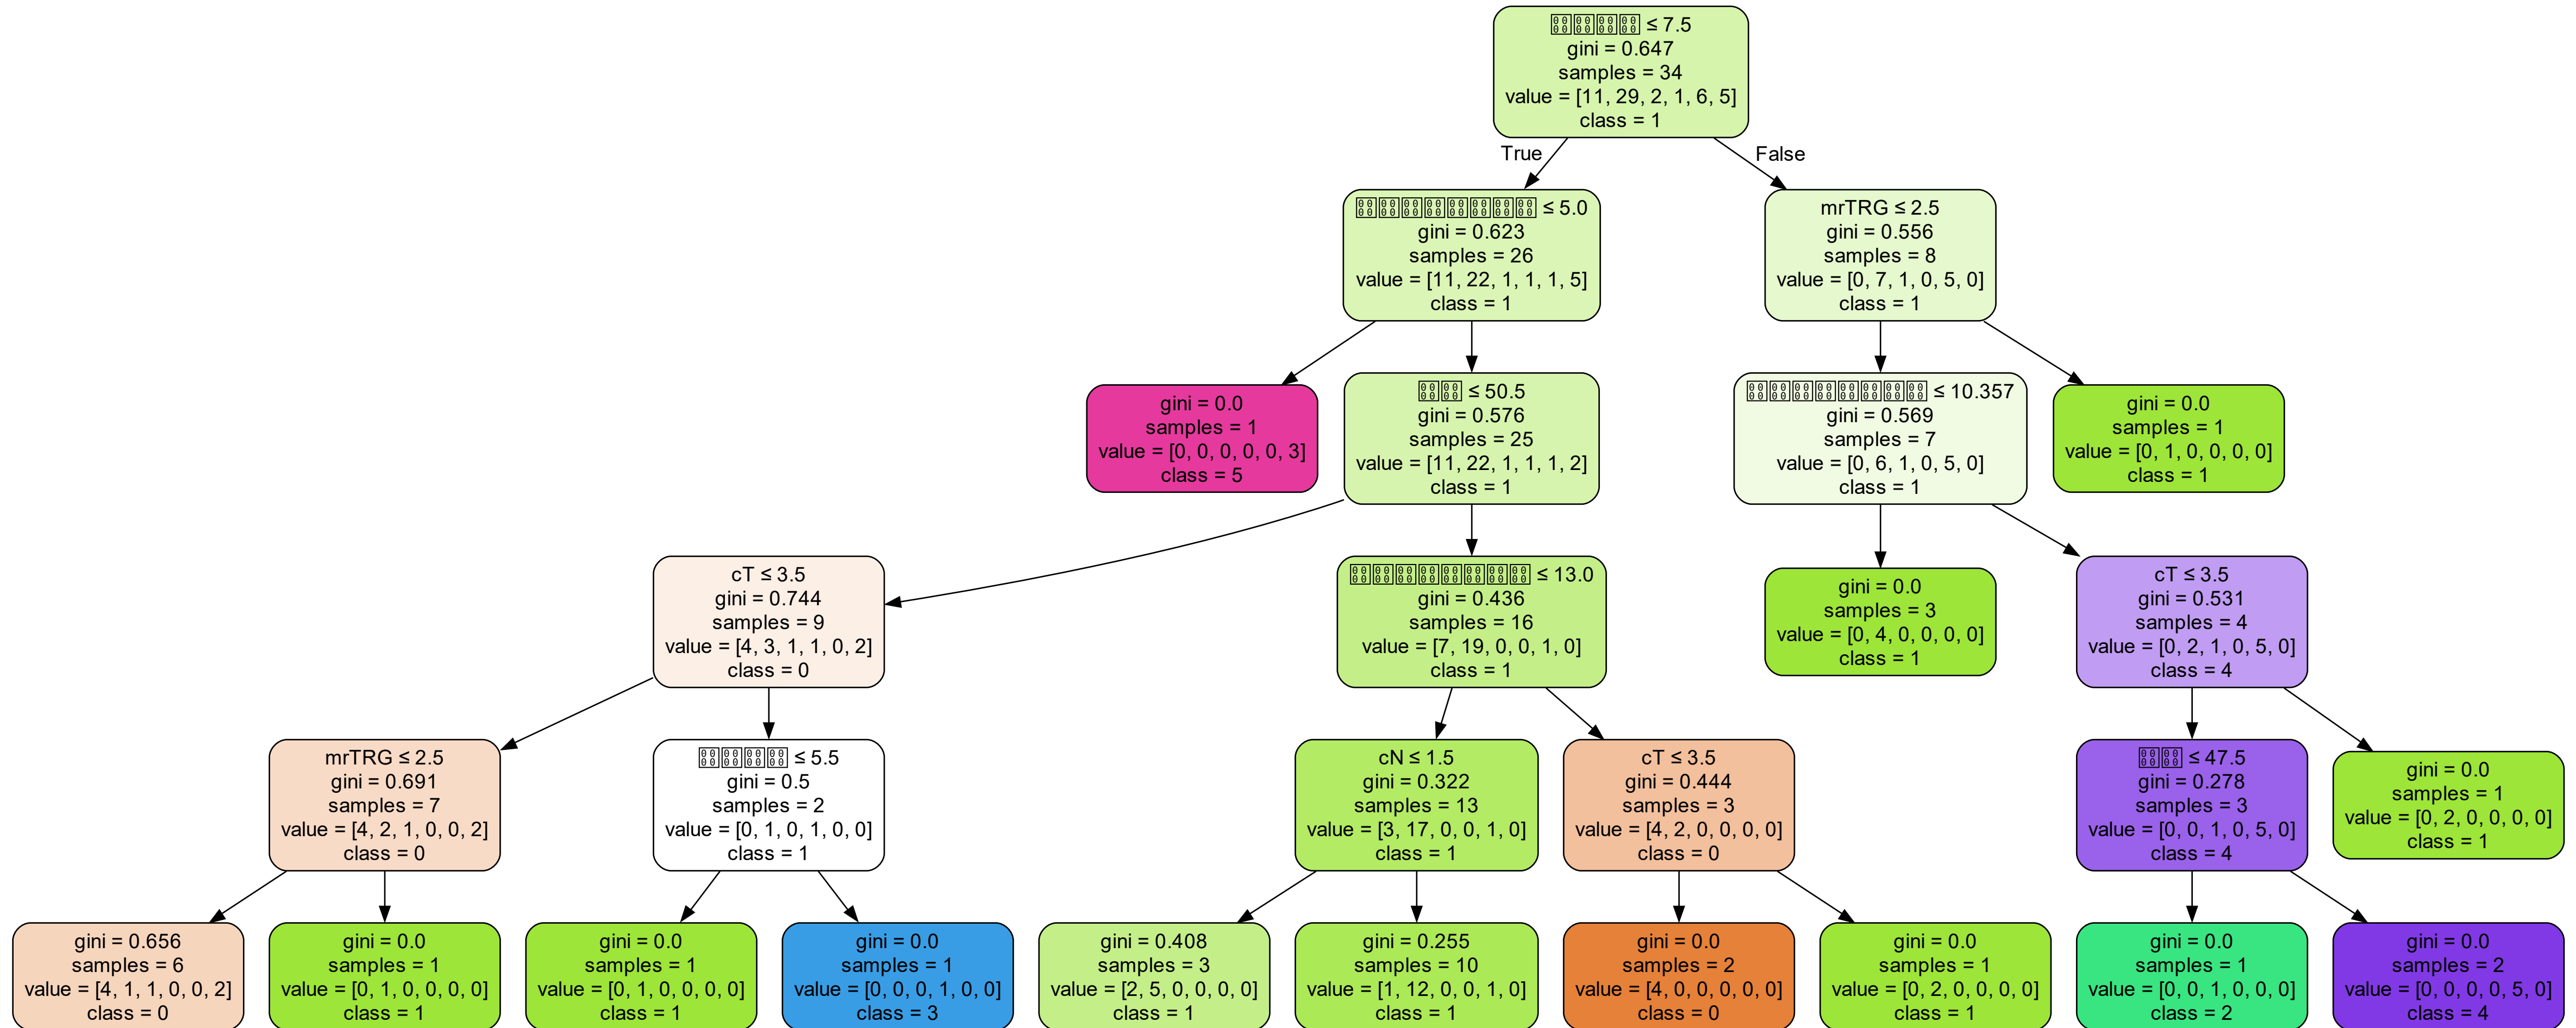 ≤ 7.5
gini = 0.647
samples = 34
value = [11, 29, 2, 1, 6, 5]
class = 1
True
False
≤ 5.0
gini = 0.623
samples = 26
value = [11, 22, 1, 1, 1, 5]
class = 1
mrTRG ≤ 2.5
gini = 0.556
samples = 8
value = [0, 7, 1, 0, 5, 0]
class = 1
gini = 0.0
samples = 1
value = [0, 0, 0, 0, 0, 3]
class = 5
≤ 50.5
gini = 0.576
samples = 25
value = [11, 22, 1, 1, 1, 2]
class = 1
≤ 10.357
gini = 0.569
samples = 7
value = [0, 6, 1, 0, 5, 0]
class = 1
gini = 0.0
samples = 1
value = [0, 1, 0, 0, 0, 0]
class = 1
cT ≤ 3.5
gini = 0.744
samples = 9
value = [4, 3, 1, 1, 0, 2]
class = 0
≤ 13.0
gini = 0.436
samples = 16
value = [7, 19, 0, 0, 1, 0]
class = 1
gini = 0.0
samples = 3
value = [0, 4, 0, 0, 0, 0]
class = 1
cT ≤ 3.5
gini = 0.531
samples = 4
value = [0, 2, 1, 0, 5, 0]
class = 4
mrTRG ≤ 2.5
gini = 0.691
samples = 7
value = [4, 2, 1, 0, 0, 2]
class = 0
≤ 5.5
gini = 0.5
samples = 2
value = [0, 1, 0, 1, 0, 0]
class = 1
cN ≤ 1.5
gini = 0.322
samples = 13
value = [3, 17, 0, 0, 1, 0]
class = 1
cT ≤ 3.5
gini = 0.444
samples = 3
value = [4, 2, 0, 0, 0, 0]
class = 0
≤ 47.5
gini = 0.278
samples = 3
value = [0, 0, 1, 0, 5, 0]
class = 4
gini = 0.0
samples = 1
value = [0, 2, 0, 0, 0, 0]
class = 1
gini = 0.656
samples = 6
value = [4, 1, 1, 0, 0, 2]
class = 0
gini = 0.0
samples = 1
value = [0, 1, 0, 0, 0, 0]
class = 1
gini = 0.0
samples = 1
value = [0, 1, 0, 0, 0, 0]
class = 1
gini = 0.0
samples = 1
value = [0, 0, 0, 1, 0, 0]
class = 3
gini = 0.408
samples = 3
value = [2, 5, 0, 0, 0, 0]
class = 1
gini = 0.255
samples = 10
value = [1, 12, 0, 0, 1, 0]
class = 1
gini = 0.0
samples = 2
value = [4, 0, 0, 0, 0, 0]
class = 0
gini = 0.0
samples = 1
value = [0, 2, 0, 0, 0, 0]
class = 1
gini = 0.0
samples = 1
value = [0, 0, 1, 0, 0, 0]
class = 2
gini = 0.0
samples = 2
value = [0, 0, 0, 0, 5, 0]
class = 4